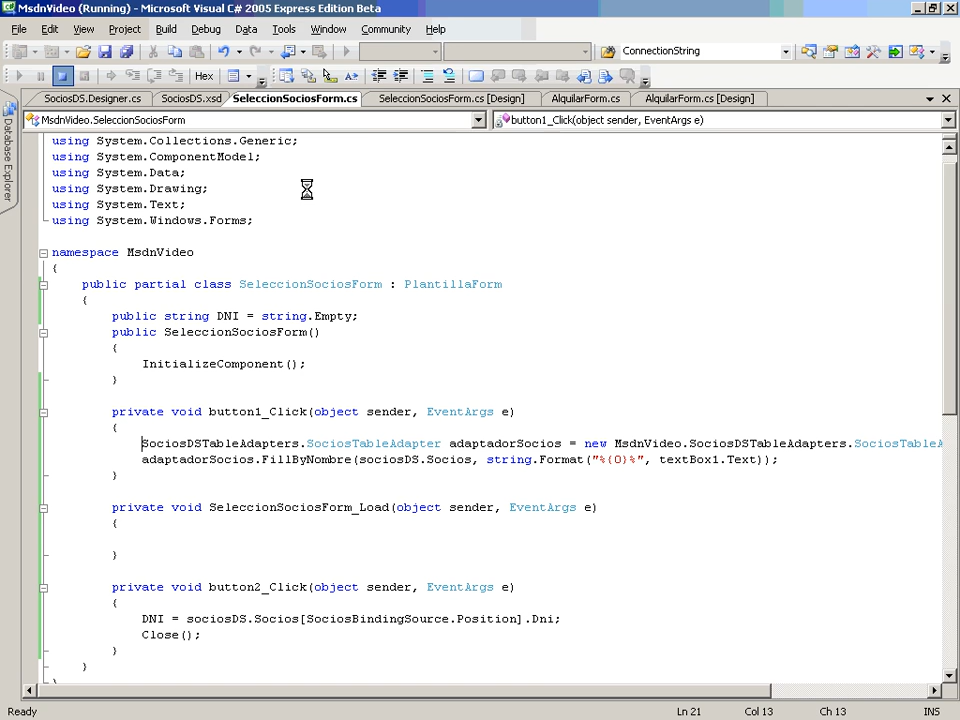 MsdnVideo (Running) - Microsoft Visual C# 2005 Express Edition Beta
File Edit View Project Build Debug Data Tools Window Community Help
ConnectionString
Hex
SociosDS.Designer.cs SociosDS.xsd SeleccionSociosForm.cs SeleccionSociosForm.cs [Design] AlquilarForm.cs AlquilarForm.cs [Design]
Database Explorer
MsdnVideo.SeleccionSociosForm button1_Click(object sender, EventArgs e)
using System.Collections.Generic;
using System.ComponentModel;
using System.Data;
using System.Drawing;
using System.Text;
using System.Windows.Forms;
namespace MsdnVideo
{
public partial class SeleccionSociosForm : PlantillaForm
{
public string DNI = string.Empty;
public SeleccionSociosForm()
{
InitializeComponent();
}
private void button1_Click(object sender, EventArgs e)
{
SociosDSTableAdapters.SociosTableAdapter adaptadorSocios = new MsdnVideo.SociosDSTableAdapters.SociosTableA
adaptadorSocios.FillByNombre(sociosDS.Socios, string.Format("%{0}%", textBox1.Text));
}
private void SeleccionSociosForm_Load(object sender, EventArgs e)
{
}
private void button2_Click(object sender, EventArgs e)
{
DNI = sociosDS.Socios[SociosBindingSource.Position].Dni;
Close();
}
}
}
Ready Ln 21 Col 13 Ch 13 INS